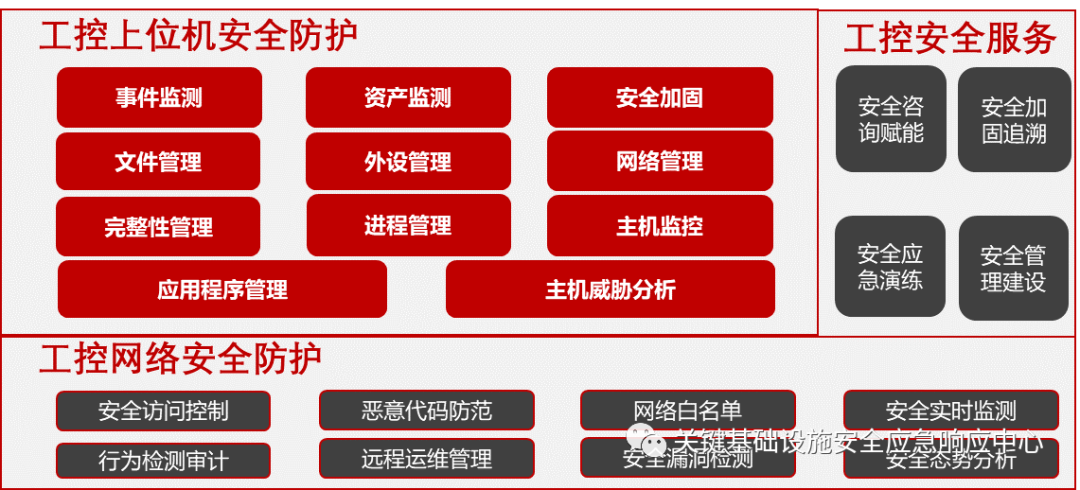 工控上位机安全防护
事件监测
资产监测
安全加固
文件管理
外设管理
网络管理
完整性管理
进程管理
主机监控
应用程序管理
主机威胁分析
工控安全服务
安全咨
询赋能
安全加
固追溯
安全应
急演练
安全管
理建设
工控网络安全防护
安全访问控制
恶意代码防范
网络白名单
安全实时监测
行为检测审计
远程运维管理
安全漏洞检测
安全态势分析
关键基础设施安全应急响应中心